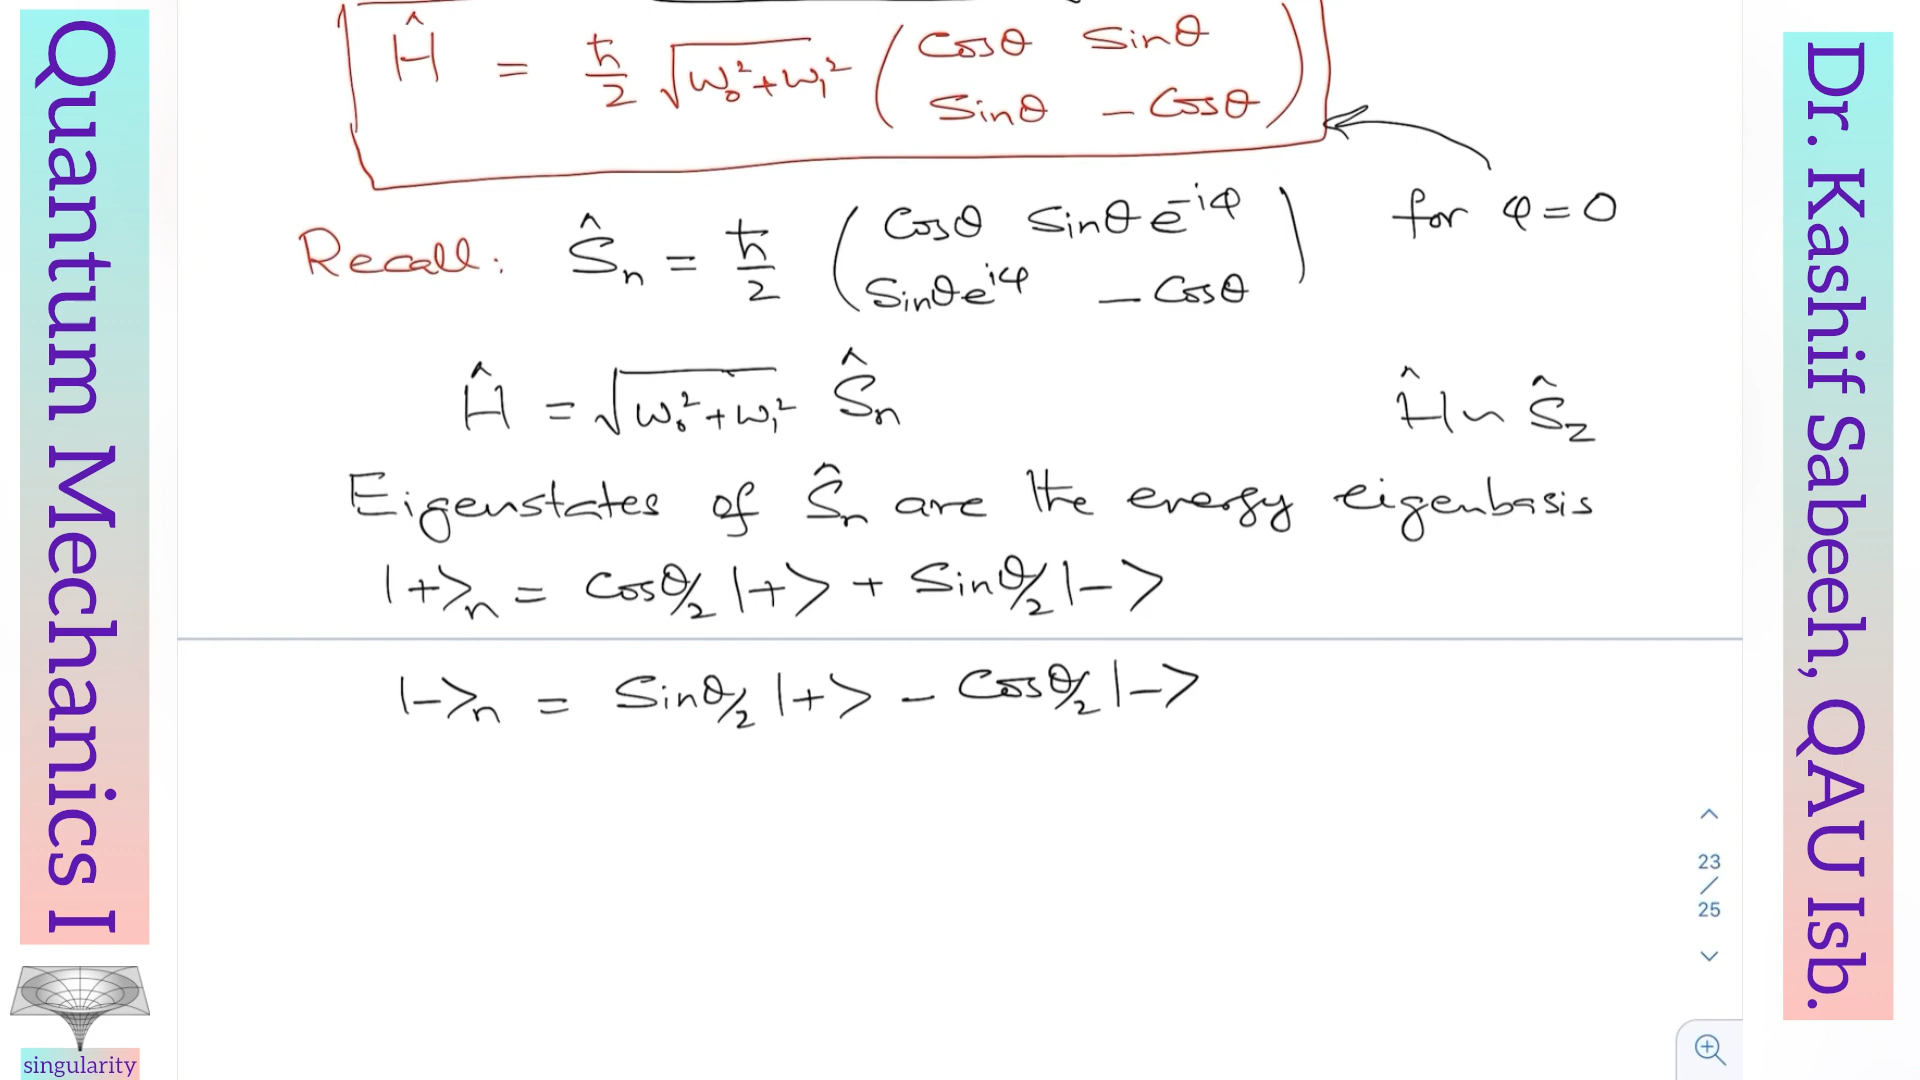 Quantum Mechanics I
singularity
Ĥ = ħ/2 √ω₀²+ω₁² ( Cosθ Sinθ
Sinθ – Cosθ )
Recall: Ŝn = ħ/2 ( Cosθ Sinθ e^-iφ
Sinθ e^iφ – Cosθ )
for φ = 0
Ĥ = √ω₀²+ω₁² Ŝn
Ĥ ~ Ŝz
Eigenstates of Ŝn are the energy eigenbasis
|+>n = Cosθ/2 |+> + Sinθ/2 |->
|->n = Sinθ/2 |+> – Cosθ/2 |->
23
/
25
Dr. Kashif Sabeeh, QAU Isb.